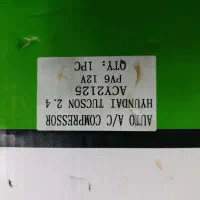 AUTO A/C COMPRESSOR
HYUNDAI TUCSON 2.4
ACY2125
PV6 12V
QTY: 1PC